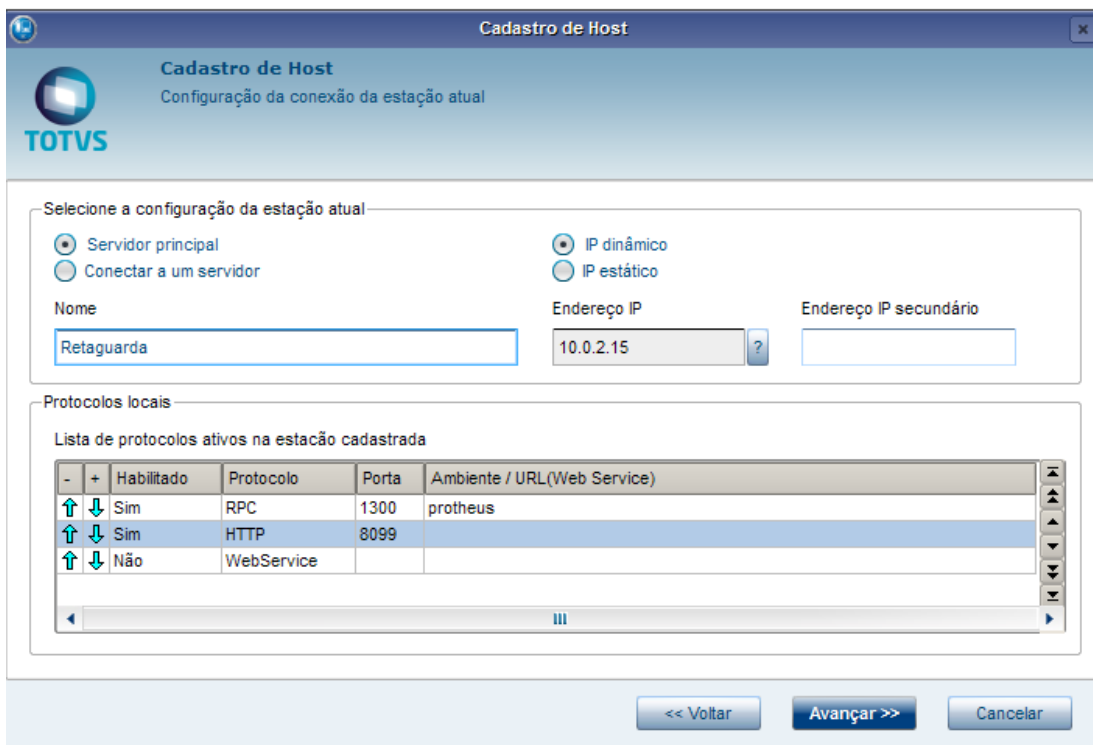 Cadastro de Host
Cadastro de Host
Configuração da conexão da estação atual
TOTVS
Selecione a configuração da estação atual
Servidor principal
IP dinâmico
Conectar a um servidor
IP estático
Nome
Endereço IP
Endereço IP secundário
Retaguarda
10.0.2.15
?
Protocolos locais
Lista de protocolos ativos na estacão cadastrada
- + Habilitado Protocolo Porta Ambiente / URL(Web Service)
Sim RPC 1300 protheus
Sim HTTP 8099
Não WebService
<< Voltar
Avançar >>
Cancelar